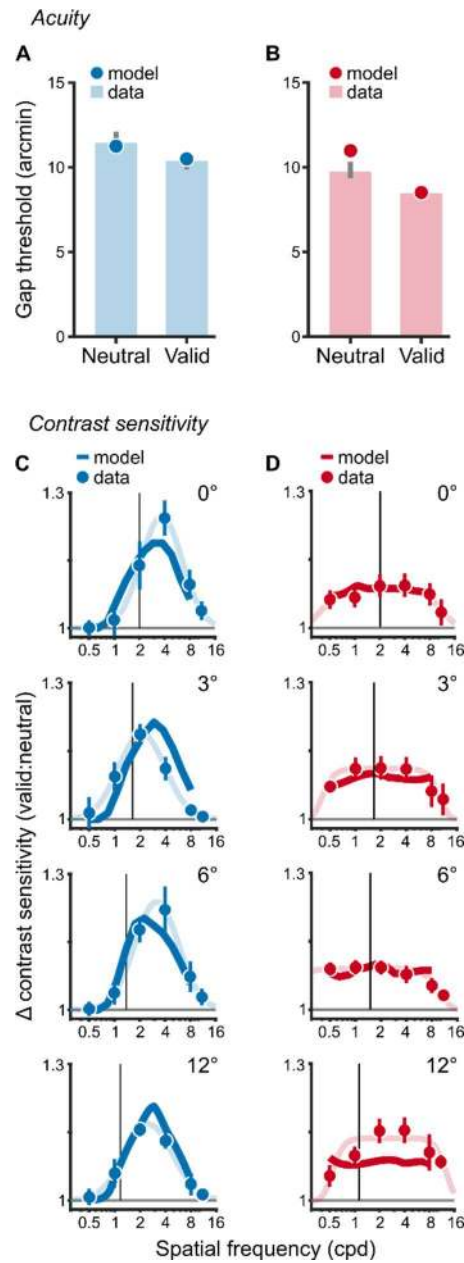 Acuity
A
model
data
B
model
data
Gap threshold (arcmin)
15
10
5
0
Neutral Valid
15
10
5
0
Neutral Valid
Contrast sensitivity
C
model
data
D
model
data
Δ contrast sensitivity (valid:neutral)
1.3
0°
1
0.5 1 2 4 8 16
1.3
0°
1
0.5 1 2 4 8 16
1.3
3°
1
0.5 1 2 4 8 16
1.3
3°
1
0.5 1 2 4 8 16
1.3
6°
1
0.5 1 2 4 8 16
1.3
6°
1
0.5 1 2 4 8 16
1.3
12°
1
0.5 1 2 4 8 16
1.3
12°
1
0.5 1 2 4 8 16
Spatial frequency (cpd)